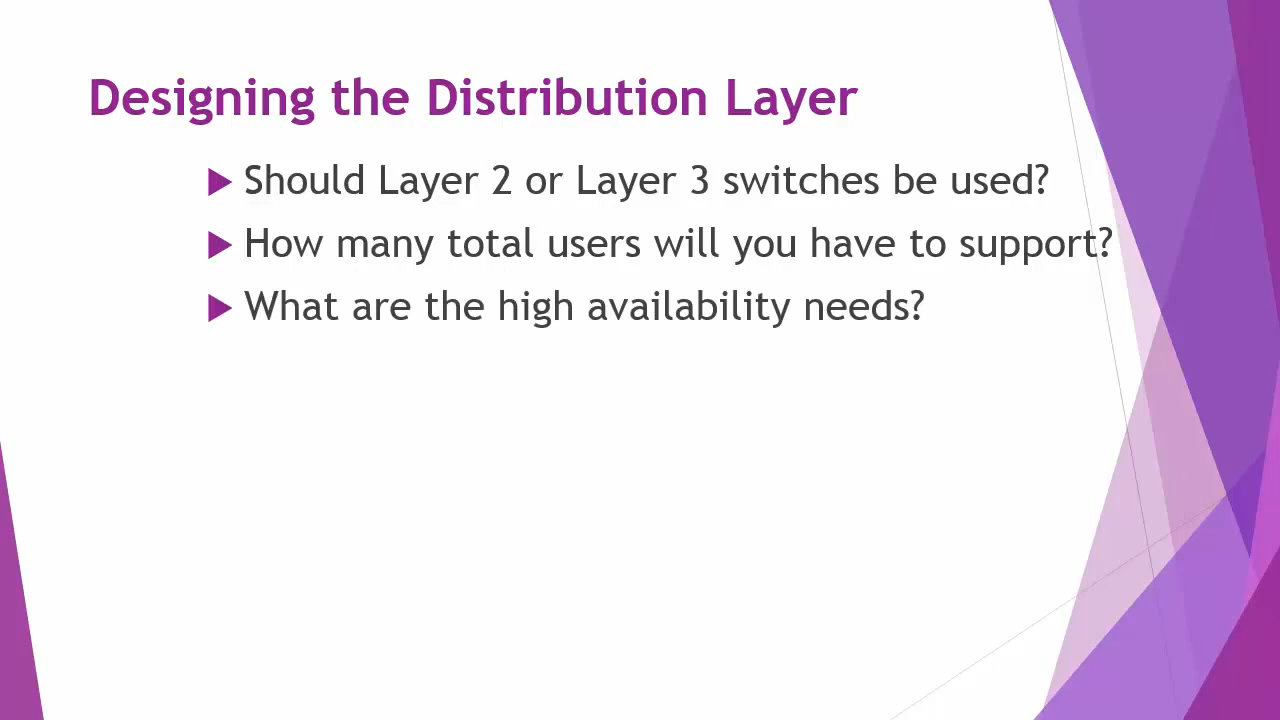 Designing the Distribution Layer
Should Layer 2 or Layer 3 switches be used?
How many total users will you have to support?
What are the high availability needs?